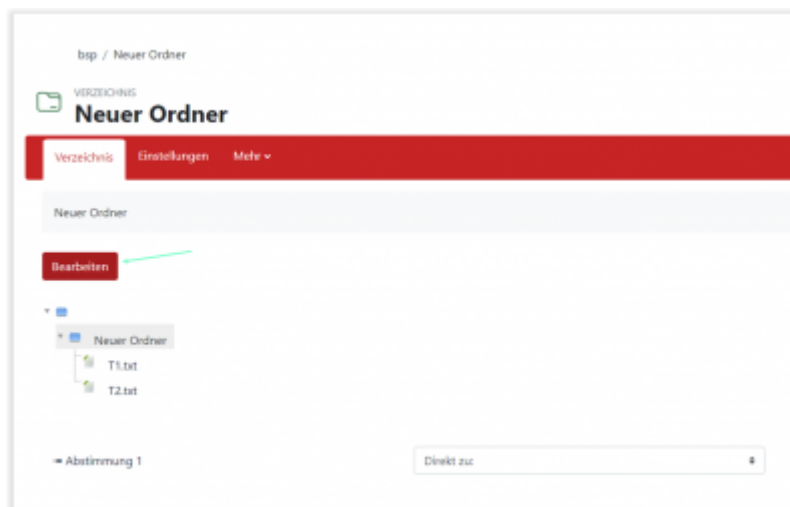 bsp / Neuer Ordner
VERZEICHNIS
Neuer Ordner
Verzeichnis Einstellungen Mehr
Neuer Ordner
Bearbeiten
Neuer Ordner
T1.txt
T2.txt
Abstimmung 1 Direkt zu: